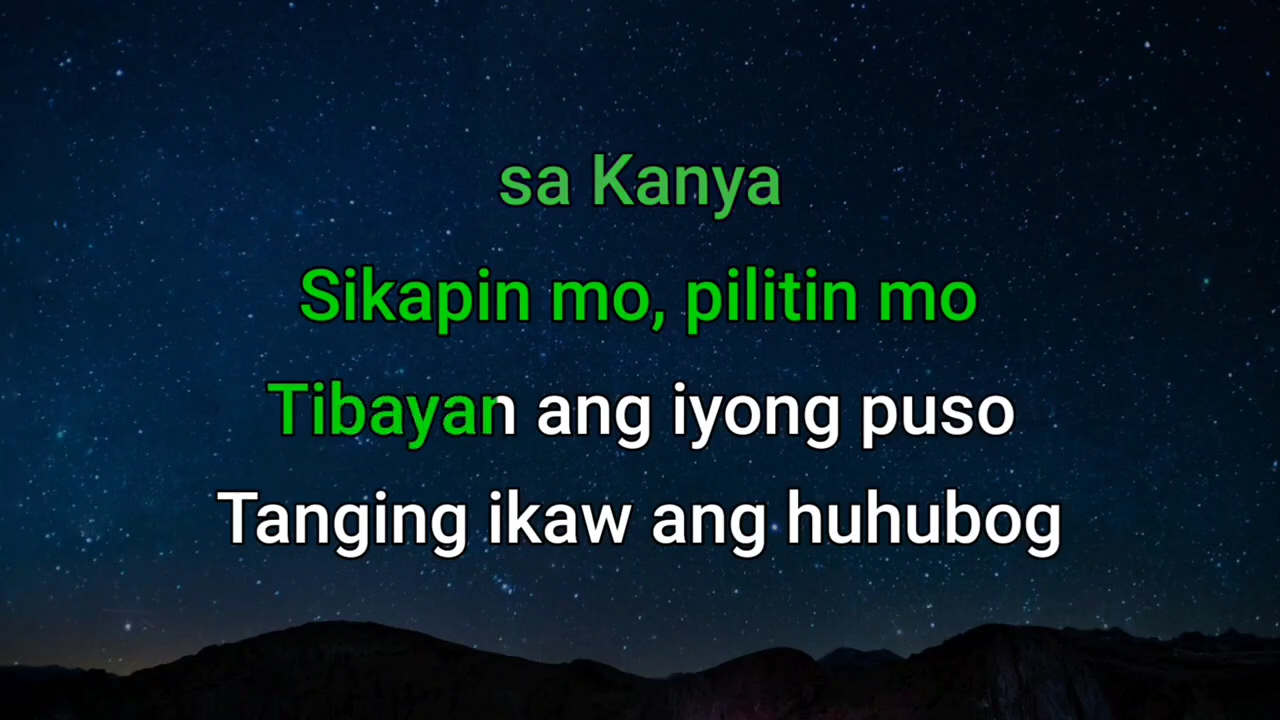 sa Kanya
Sikapin mo, pilitin mo
Tibayan ang iyong puso
Tanging ikaw ang huhubog